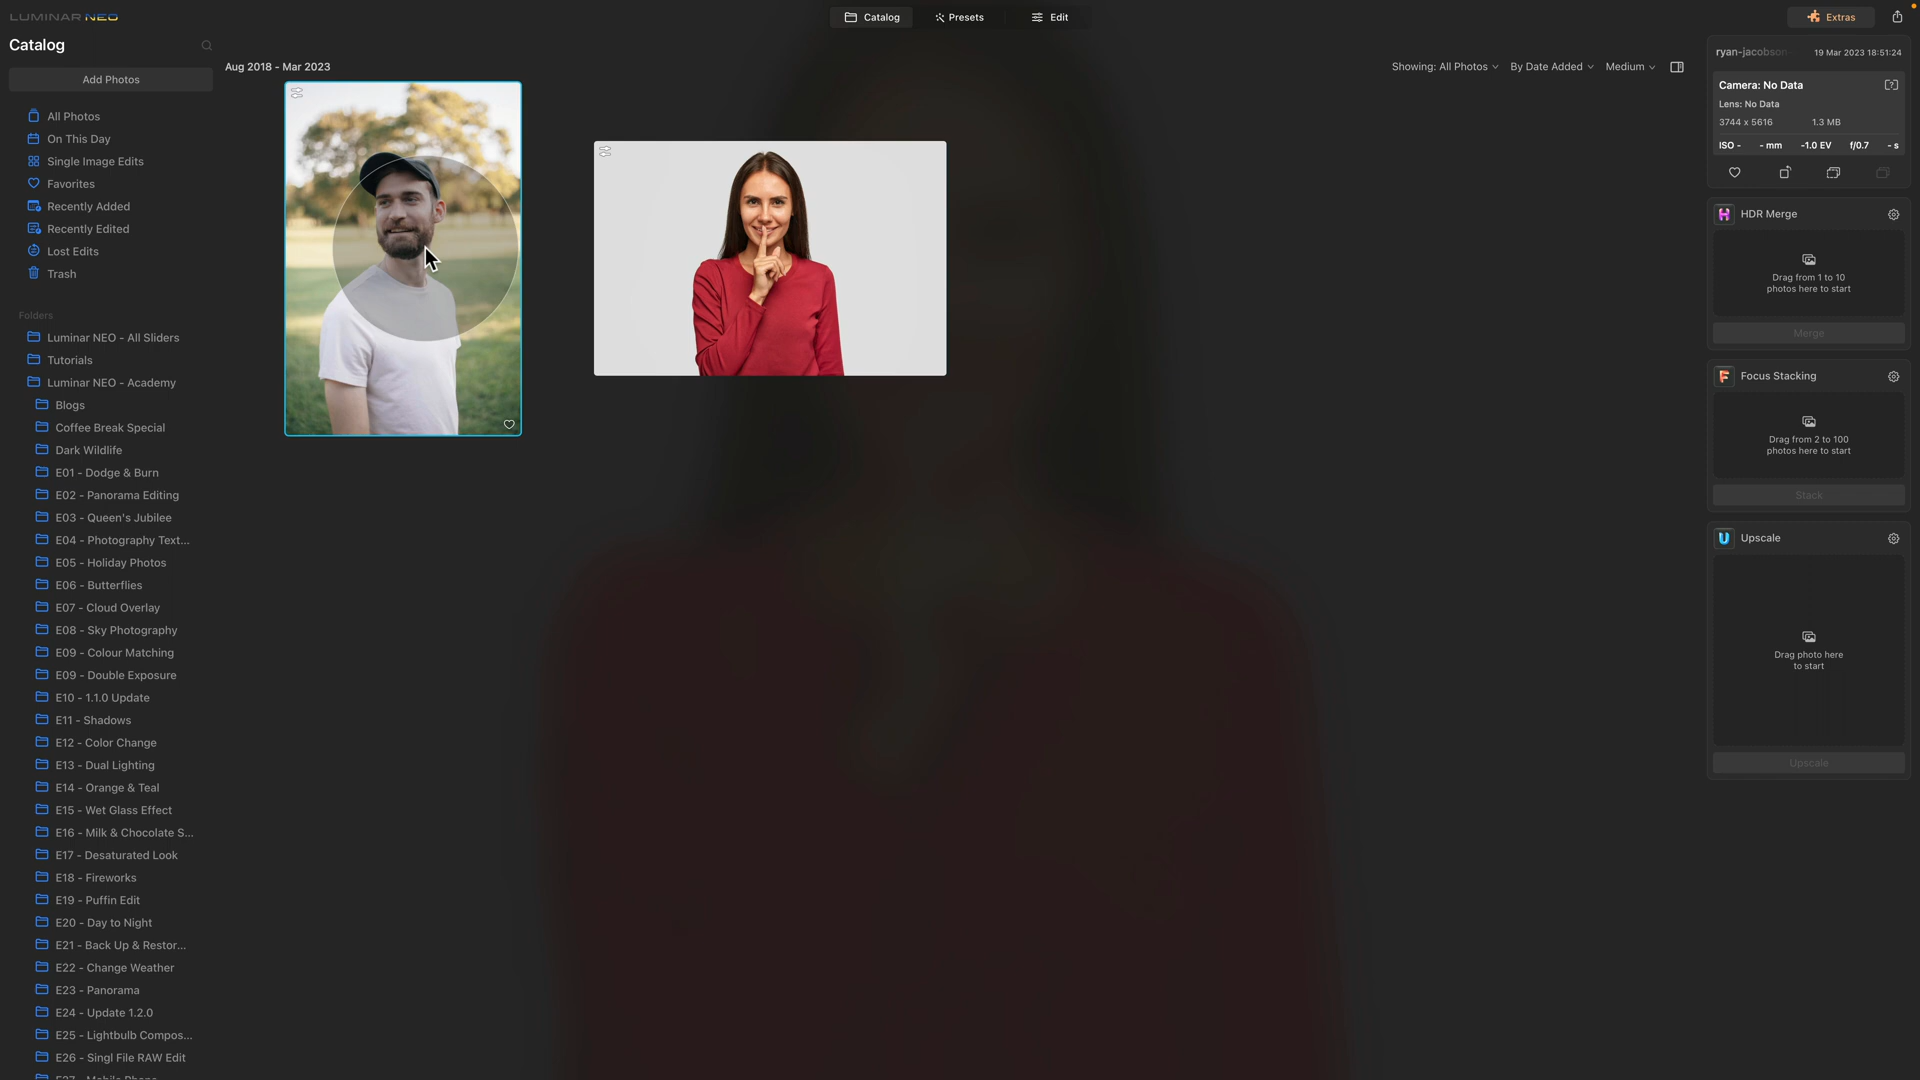 LUMINAR NEO
Catalog
Presets
Edit
Extras
Catalog
Add Photos
All Photos
On This Day
Single Image Edits
Favorites
Recently Added
Recently Edited
Lost Edits
Trash
Folders
Luminar NEO - All Sliders
Tutorials
Luminar NEO - Academy
Blogs
Coffee Break Special
Dark Wildlife
E01 - Dodge & Burn
E02 - Panorama Editing
E03 - Queen's Jubilee
E04 - Photography Text...
E05 - Holiday Photos
E06 - Butterflies
E07 - Cloud Overlay
E08 - Sky Photography
E09 - Colour Matching
E09 - Double Exposure
E10 - 1.1.0 Update
E11 - Shadows
E12 - Color Change
E13 - Dual Lighting
E14 - Orange & Teal
E15 - Wet Glass Effect
E16 - Milk & Chocolate S...
E17 - Desaturated Look
E18 - Fireworks
E19 - Puffin Edit
E20 - Day to Night
E21 - Back Up & Restor...
E22 - Change Weather
E23 - Panorama
E24 - Update 1.2.0
E25 - Lightbulb Compos...
E26 - Singl File RAW Edit
Aug 2018 - Mar 2023
Showing: All Photos
By Date Added
Medium
ryan-jacobson- 19 Mar 2023 18:51:24
Camera: No Data
Lens: No Data
3744 x 5616 1.3 MB
ISO - - mm -1.0 EV f/0.7 - s
HDR Merge
Drag from 1 to 10
photos here to start
Merge
Focus Stacking
Drag from 2 to 100
photos here to start
Stack
Upscale
Drag photo here
to start
Upscale